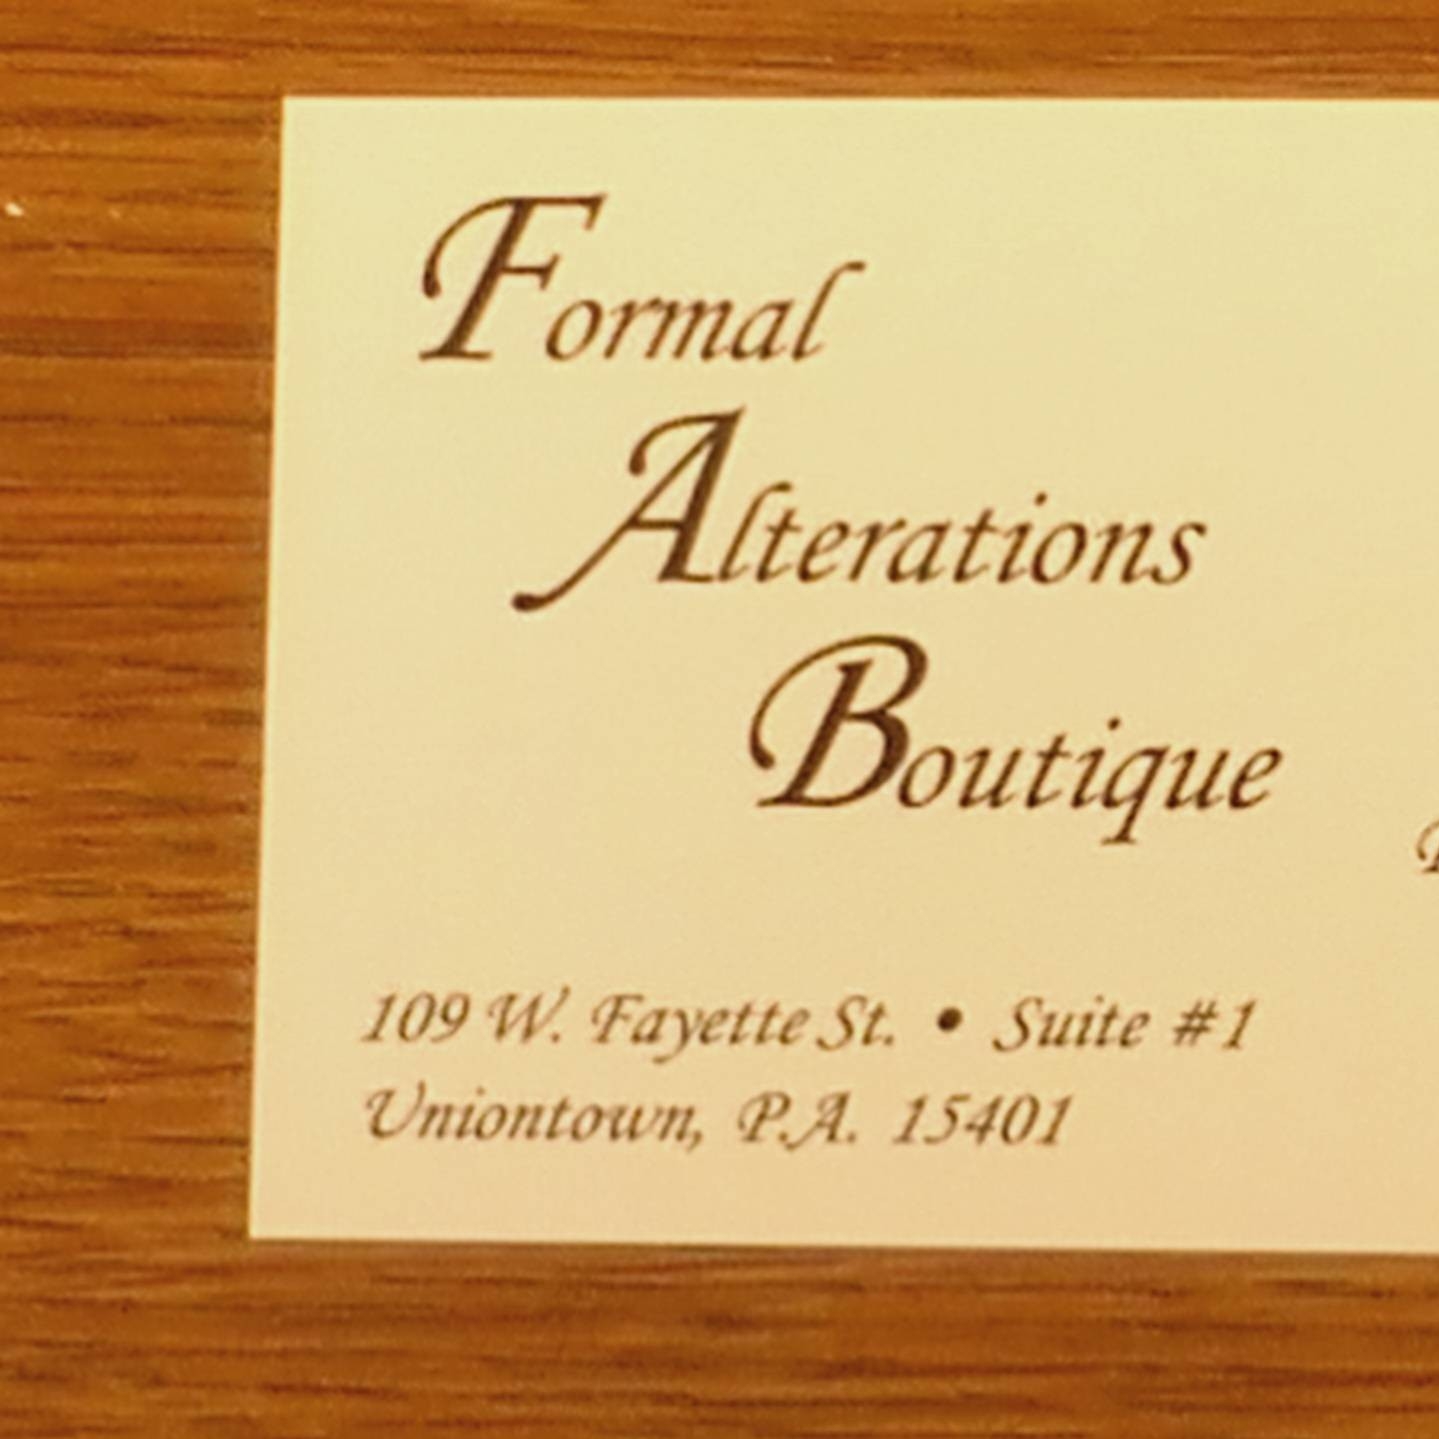 Formal
Alterations
Boutique
109 W. Fayette St. • Suite #1
Uniontown, P.A. 15401